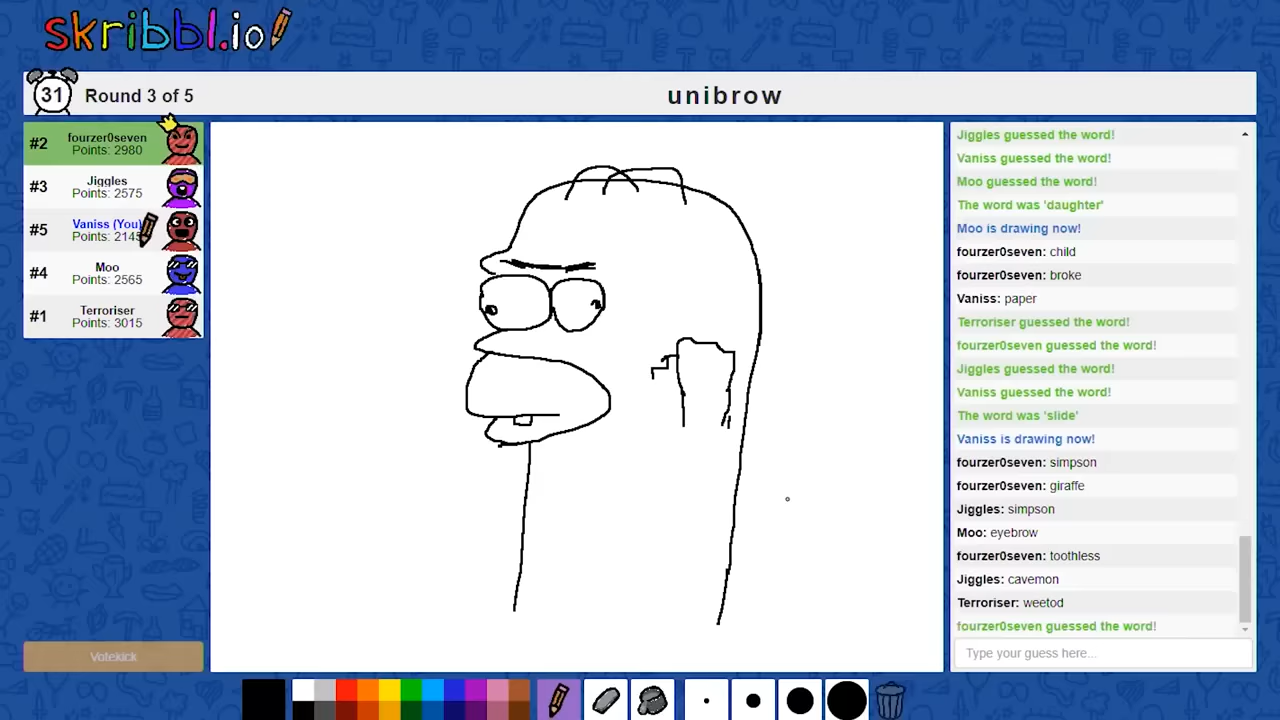 skribbl.io
31
Round 3 of 5
unibrow
#2
fourzer0seven
Points: 2980
#3
Jiggles
Points: 2575
#5
Vaniss (You)
Points: 2145
#4
Moo
Points: 2565
#1
Terroriser
Points: 3015
Votekick
Jiggles guessed the word!
Vaniss guessed the word!
Moo guessed the word!
The word was 'daughter'
Moo is drawing now!
fourzer0seven: child
fourzer0seven: broke
Vaniss: paper
Terroriser guessed the word!
fourzer0seven guessed the word!
Jiggles guessed the word!
Vaniss guessed the word!
The word was 'slide'
Vaniss is drawing now!
fourzer0seven: simpson
fourzer0seven: giraffe
Jiggles: simpson
Moo: eyebrow
fourzer0seven: toothless
Jiggles: cavemon
Terroriser: weetod
fourzer0seven guessed the word!
Type your guess here...